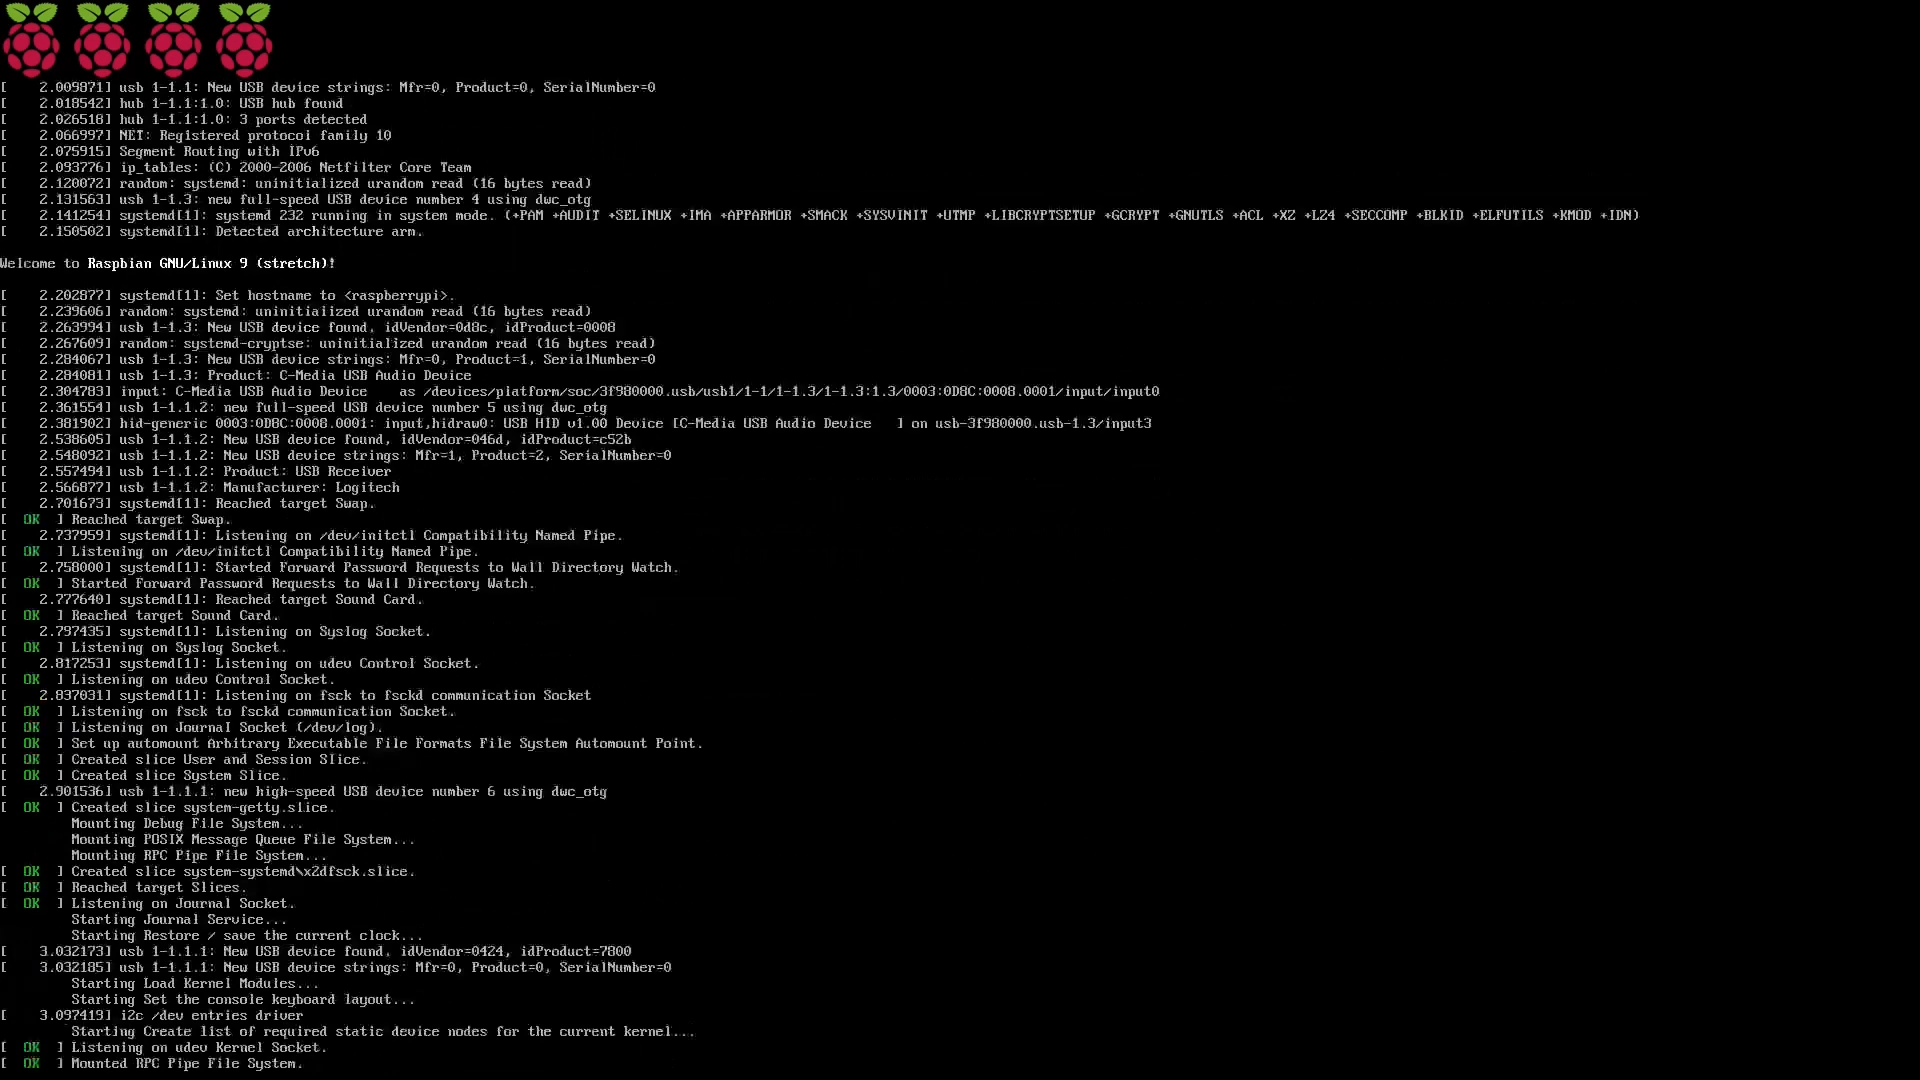 [    2.009871] usb 1-1.1: New USB device strings: Mfr=0, Product=0, SerialNumber=0
[    2.018542] hub 1-1.1:1.0: USB hub found
[    2.026518] hub 1-1.1:1.0: 3 ports detected
[    2.066997] NET: Registered protocol family 10
[    2.075915] Segment Routing with IPv6
[    2.093776] ip_tables: (C) 2000-2006 Netfilter Core Team
[    2.120072] random: systemd: uninitialized urandom read (16 bytes read)
[    2.131563] usb 1-1.3: new full-speed USB device number 4 using dwc_otg
[    2.141254] systemd[1]: systemd 232 running in system mode. (+PAM +AUDIT +SELINUX +IMA +APPARMOR +SMACK +SYSVINIT +UTMP +LIBCRYPTSETUP +GCRYPT +GNUTLS +ACL +XZ +LZ4 +SECCOMP +BLKID +ELFUTILS +KMOD +IDN)
[    2.150502] systemd[1]: Detected architecture arm.
Welcome to Raspbian GNU/Linux 9 (stretch)!
[    2.202877] systemd[1]: Set hostname to <raspberrypi>.
[    2.239606] random: systemd: uninitialized urandom read (16 bytes read)
[    2.263994] usb 1-1.3: New USB device found, idVendor=0d8c, idProduct=0008
[    2.267609] random: systemd-cryptse: uninitialized urandom read (16 bytes read)
[    2.284067] usb 1-1.3: New USB device strings: Mfr=0, Product=1, SerialNumber=0
[    2.284081] usb 1-1.3: Product: C-Media USB Audio Device
[    2.304783] input: C-Media USB Audio Device    as /devices/platform/soc/3f980000.usb/usb1/1-1/1-1.3/1-1.3:1.3/0003:0D8C:0008.0001/input/input0
[    2.361554] usb 1-1.1.2: new full-speed USB device number 5 using dwc_otg
[    2.381902] hid-generic 0003:0D8C:0008.0001: input,hidraw0: USB HID v1.00 Device [C-Media USB Audio Device   ] on usb-3f980000.usb-1.3/input3
[    2.538605] usb 1-1.1.2: New USB device found, idVendor=046d, idProduct=c52b
[    2.548092] usb 1-1.1.2: New USB device strings: Mfr=1, Product=2, SerialNumber=0
[    2.557494] usb 1-1.1.2: Product: USB Receiver
[    2.566877] usb 1-1.1.2: Manufacturer: Logitech
[    2.701673] systemd[1]: Reached target Swap.
[  OK  ] Reached target Swap.
[    2.737959] systemd[1]: Listening on /dev/initctl Compatibility Named Pipe.
[  OK  ] Listening on /dev/initctl Compatibility Named Pipe.
[    2.758000] systemd[1]: Started Forward Password Requests to Wall Directory Watch.
[  OK  ] Started Forward Password Requests to Wall Directory Watch.
[    2.777640] systemd[1]: Reached target Sound Card.
[  OK  ] Reached target Sound Card.
[    2.797435] systemd[1]: Listening on Syslog Socket.
[  OK  ] Listening on Syslog Socket.
[    2.817253] systemd[1]: Listening on udev Control Socket.
[  OK  ] Listening on udev Control Socket.
[    2.837031] systemd[1]: Listening on fsck to fsckd communication Socket
[  OK  ] Listening on fsck to fsckd communication Socket.
[  OK  ] Listening on Journal Socket (/dev/log).
[  OK  ] Set up automount Arbitrary Executable File Formats File System Automount Point.
[  OK  ] Created slice User and Session Slice.
[  OK  ] Created slice System Slice.
[    2.901536] usb 1-1.1.1: new high-speed USB device number 6 using dwc_otg
[  OK  ] Created slice system-getty.slice.
         Mounting Debug File System...
         Mounting POSIX Message Queue File System...
         Mounting RPC Pipe File System...
[  OK  ] Created slice system-systemd\x2dfsck.slice.
[  OK  ] Reached target Slices.
[  OK  ] Listening on Journal Socket.
         Starting Journal Service...
         Starting Restore / save the current clock...
[    3.032173] usb 1-1.1.1: New USB device found, idVendor=0424, idProduct=7800
[    3.032185] usb 1-1.1.1: New USB device strings: Mfr=0, Product=0, SerialNumber=0
         Starting Load Kernel Modules...
         Starting Set the console keyboard layout...
[    3.097419] i2c /dev entries driver
         Starting Create list of required static device nodes for the current kernel...
[  OK  ] Listening on udev Kernel Socket.
[  OK  ] Mounted RPC Pipe File System.